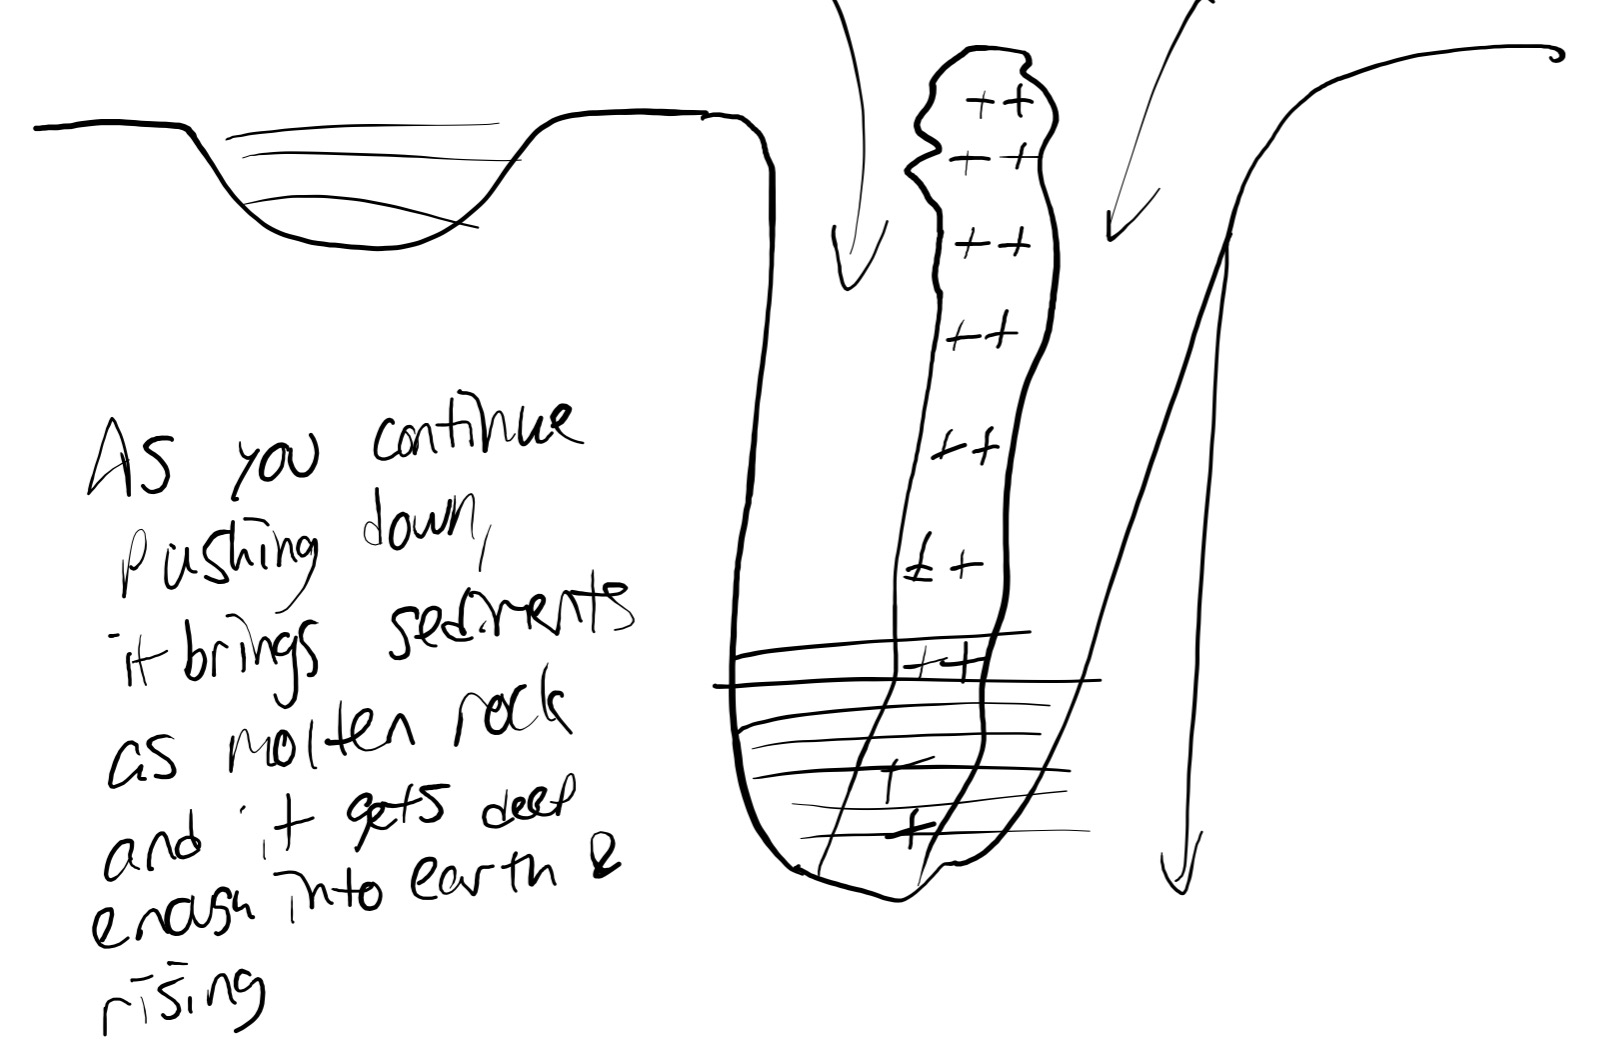 As you continue
pushing down,
it brings sediments
as molten rock
and it gets deep
enough into earth &
rising
++
++
++
++
++
±+
++
+
+